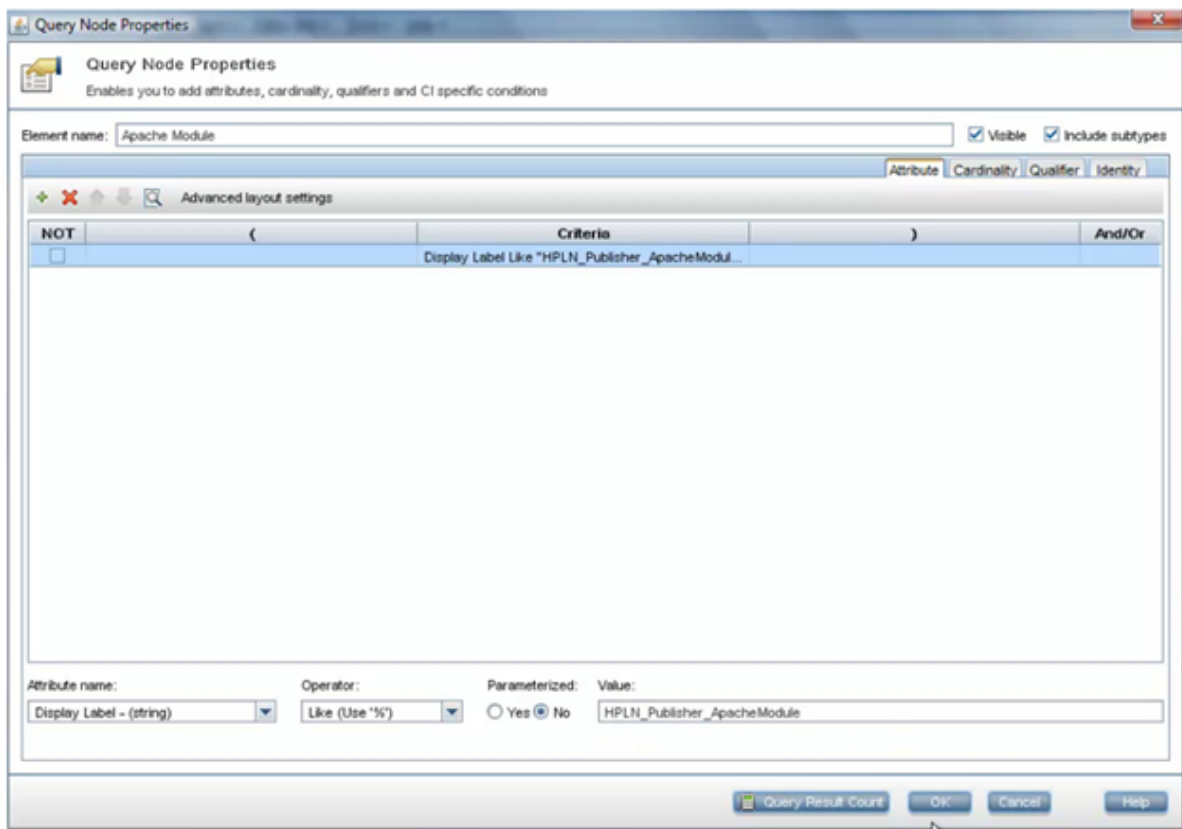 Query Node Properties
Query Node Properties
Enables you to add attributes, cardinality, qualifiers and CI specific conditions
Element name: Apache Module Visible Include subtypes
Attribute Cardinality Qualifier Identity
Advanced layout settings
NOT ( Criteria ) And/Or
Display Label Like "HPLN_Publisher_ApacheModul...
Attribute name: Operator: Parameterized: Value:
Display Label - (string) Like (Use '%') Yes No HPLN_Publisher_ApacheModule
Query Result Count OK Cancel Help